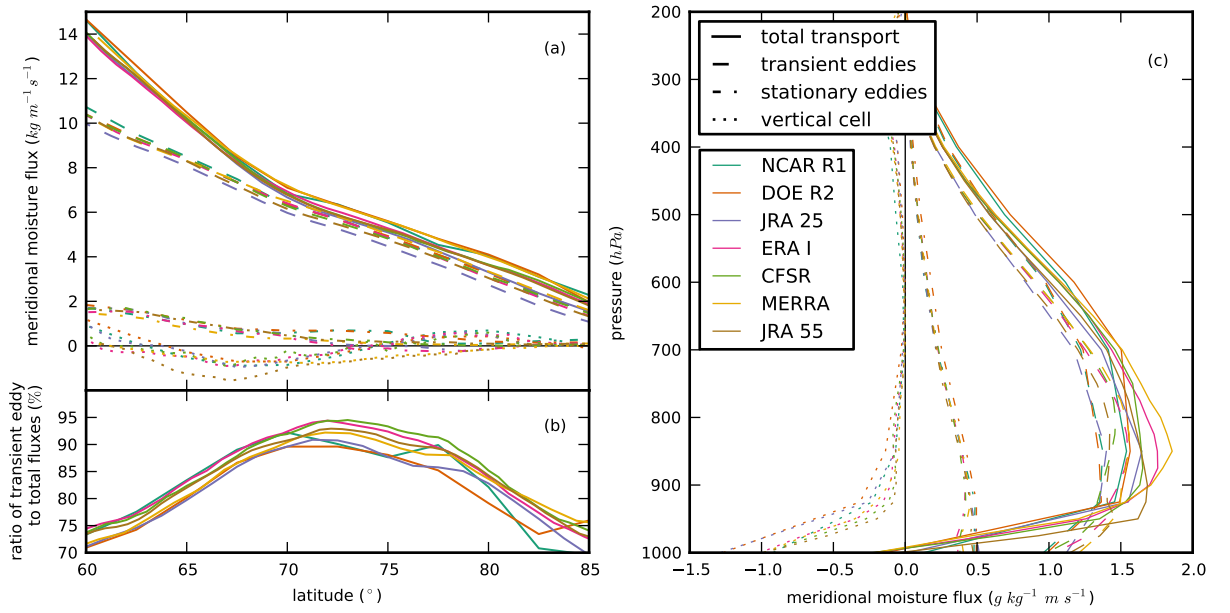 (a)
meridional moisture flux (kg m⁻¹ s⁻¹)
14
12
10
8
6
4
2
0
(b)
ratio of transient eddy
to total fluxes (%)
95
90
85
80
75
70
60
65
70
75
80
85
latitude (°)
(c)
total transport
transient eddies
stationary eddies
vertical cell
NCAR R1
DOE R2
JRA 25
ERA I
CFSR
MERRA
JRA 55
pressure (hPa)
200
300
400
500
600
700
800
900
1000
−1.5
−1.0
−0.5
0.0
0.5
1.0
1.5
2.0
meridional moisture flux (g kg⁻¹ m s⁻¹)